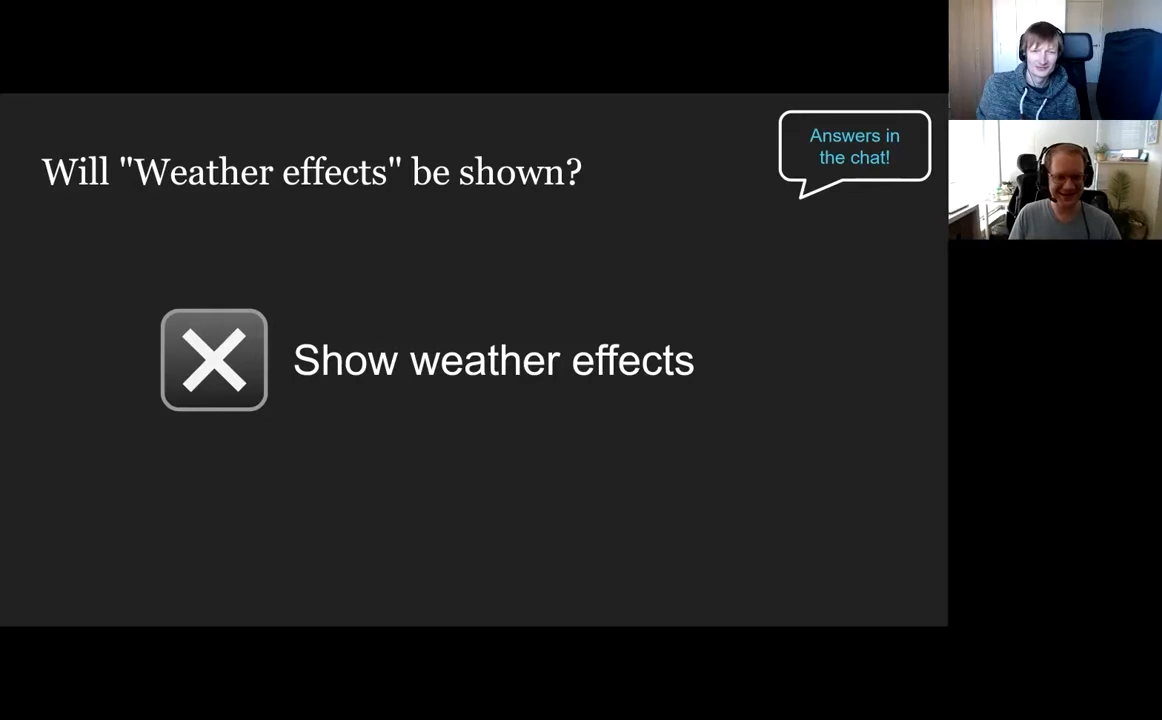 Answers in
the chat!
Will "Weather effects" be shown?
Show weather effects